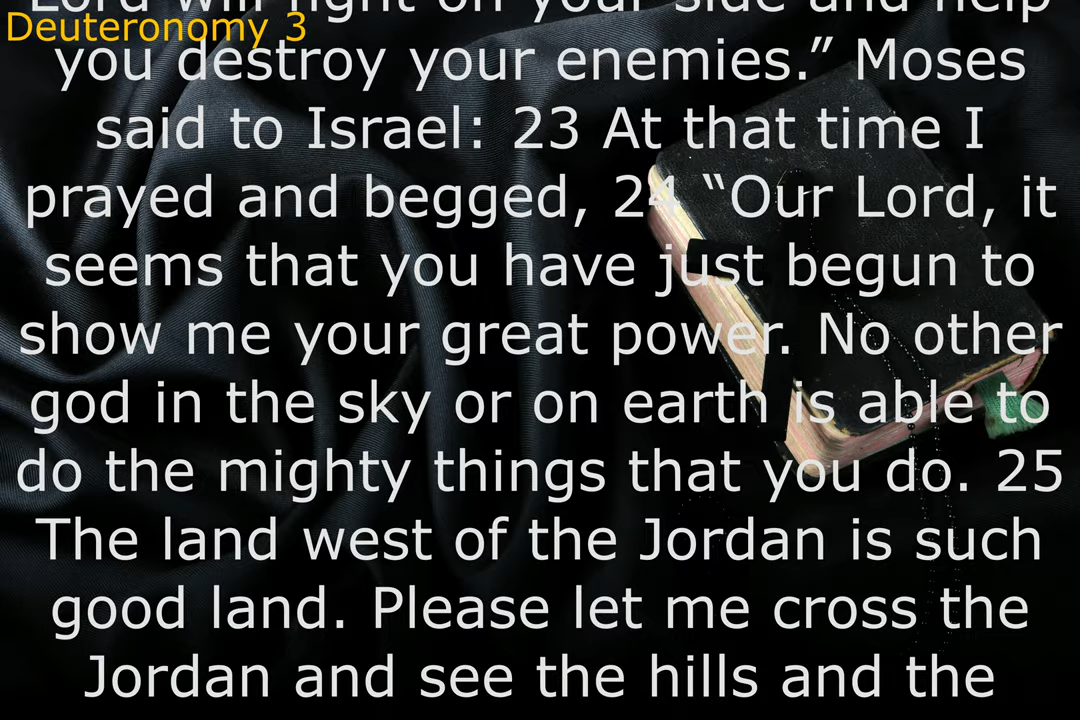 Lord will fight on your side and help
Deuteronomy 3
you destroy your enemies.” Moses
said to Israel: 23 At that time I
prayed and begged, 24 “Our Lord, it
seems that you have just begun to
show me your great power. No other
god in the sky or on earth is able to
do the mighty things that you do. 25
The land west of the Jordan is such
good land. Please let me cross the
Jordan and see the hills and the